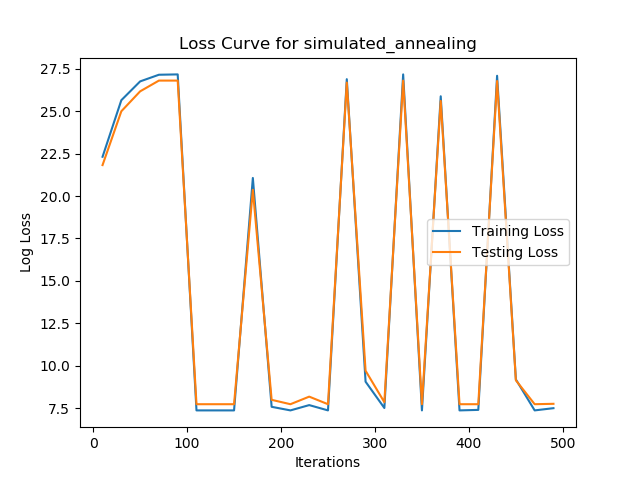 Loss Curve for simulated_annealing
27.5
25.0
22.5
20.0
17.5
15.0
12.5
10.0
7.5
Log Loss
Training Loss
Testing Loss
0 100 200 300 400 500
Iterations